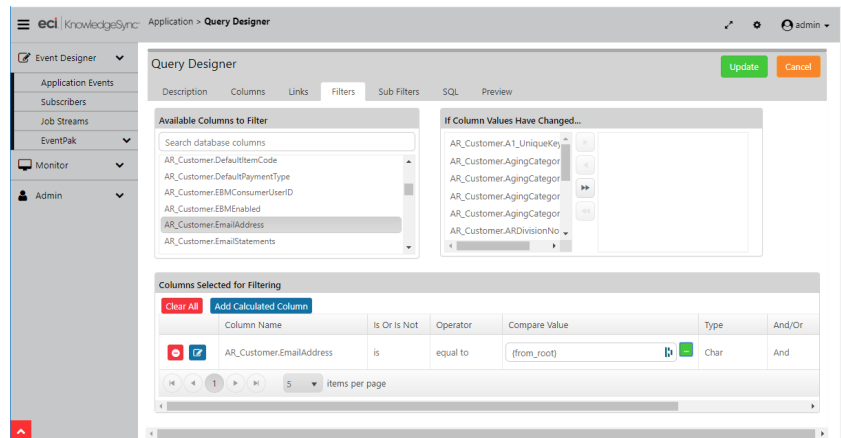 eci KnowledgeSync
Application > Query Designer
admin
Event Designer
Application Events
Subscribers
Job Streams
EventPak
Monitor
Admin
Query Designer
Update
Cancel
Description
Columns
Links
Filters
Sub Filters
SQL
Preview
Available Columns to Filter
Search database columns
AR_Customer.DefaultItemCode
AR_Customer.DefaultPaymentType
AR_Customer.EBMConsumerUserID
AR_Customer.EBMEnabled
AR_Customer.EmailAddress
AR_Customer.EmailStatements
If Column Values Have Changed...
AR_Customer.A1_UniqueKey
AR_Customer.AgingCategor
AR_Customer.AgingCategor
AR_Customer.AgingCategor
AR_Customer.AgingCategor
AR_Customer.ARDivisionNo
Columns Selected for Filtering
Clear All
Add Calculated Column
Column Name
Is Or Is Not
Operator
Compare Value
Type
And/Or
AR_Customer.EmailAddress
is
equal to
{from_root}
...
Char
And
1
5
items per page